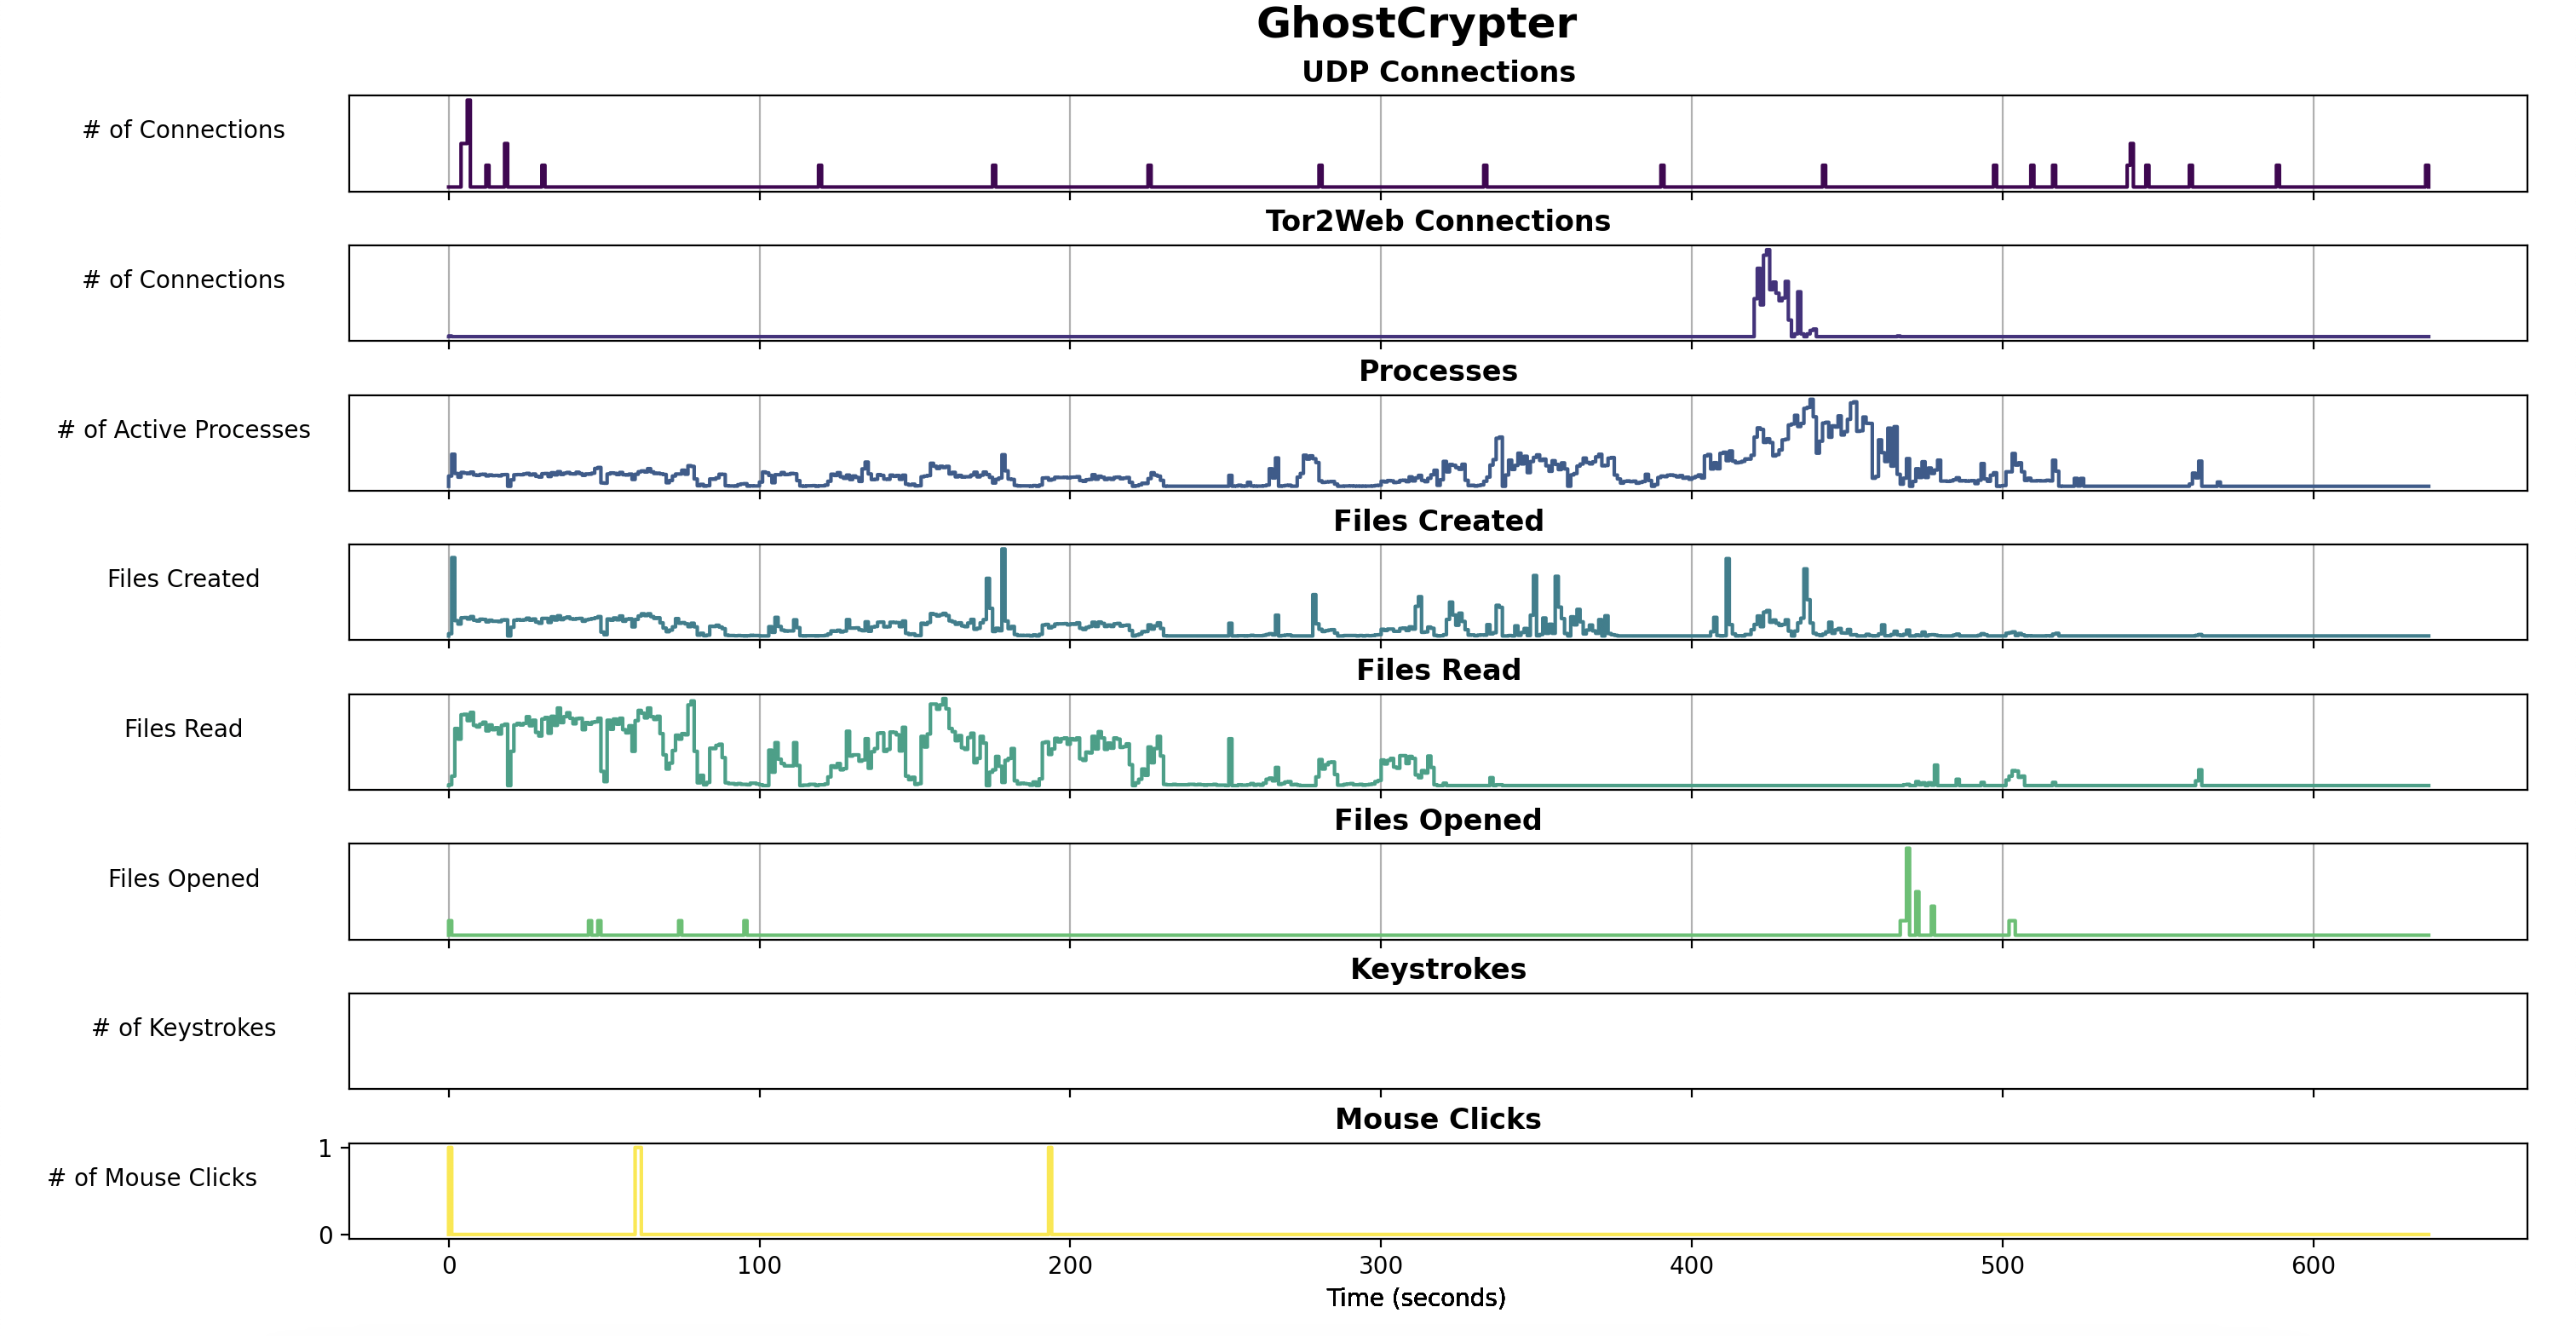 GhostCrypter
UDP Connections
# of Connections
Tor2Web Connections
# of Connections
Processes
# of Active Processes
Files Created
Files Created
Files Read
Files Read
Files Opened
Files Opened
Keystrokes
# of Keystrokes
Mouse Clicks
1
# of Mouse Clicks
0
0 100 200 300 400 500 600
Time (seconds)